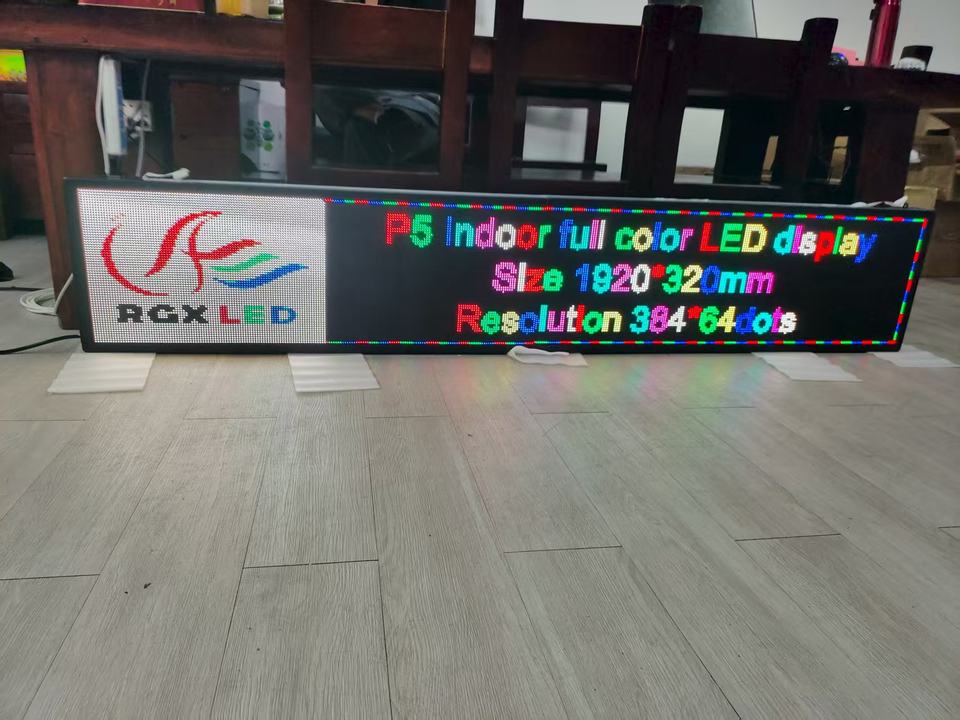 RGX LED
P5 Indoor full color LED display
Size 1920*320mm
Resolution 384*64dots